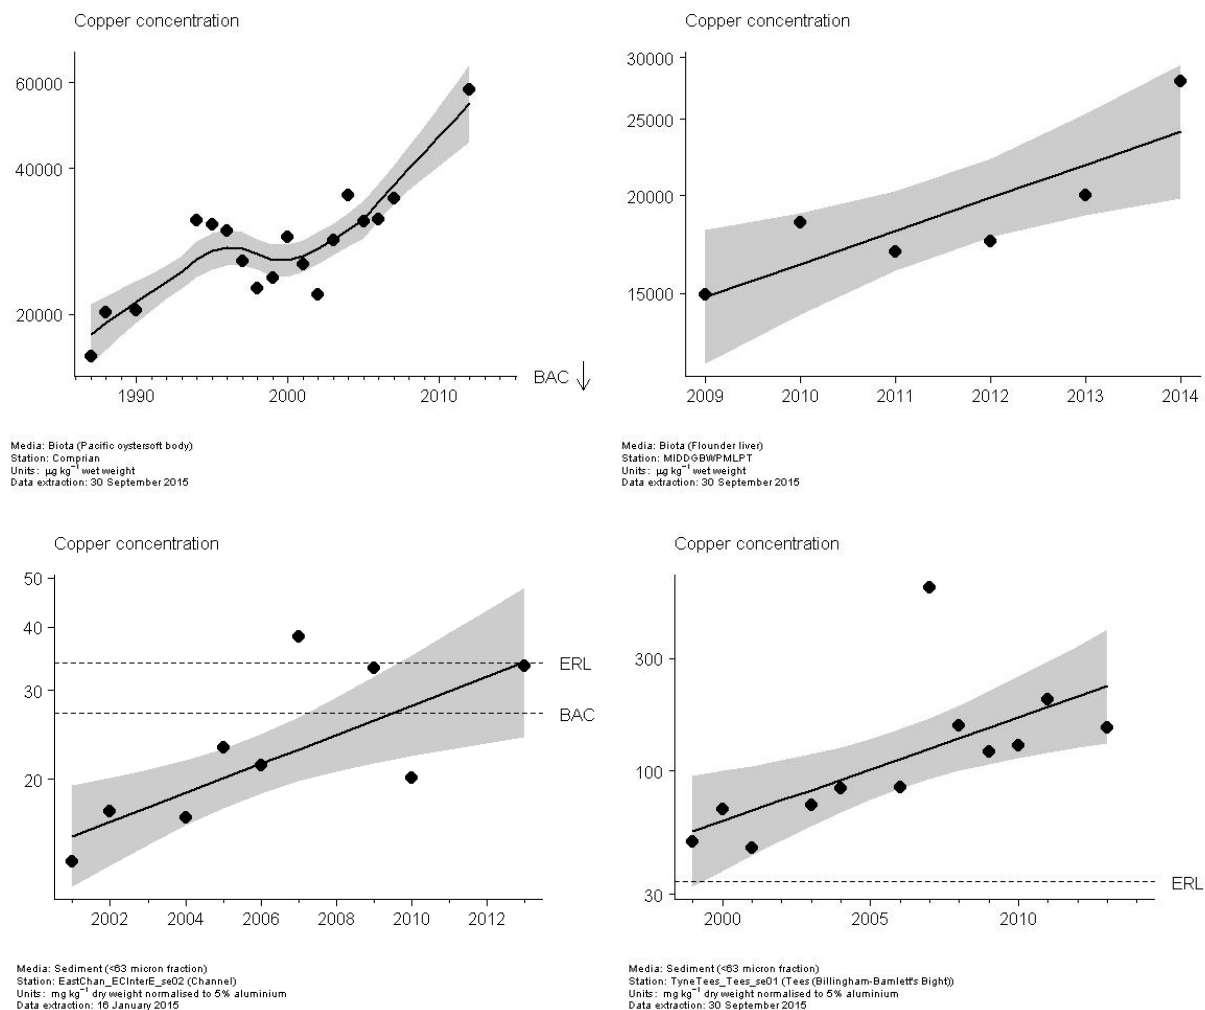 Copper concentration
60000
40000
20000
1990 2000 2010
BAC
Media: Biota (Pacific oystersoft body)
Station: Comprian
Units: µg kg⁻¹ wet weight
Data extraction: 30 September 2015
Copper concentration
30000
25000
20000
15000
2009 2010 2011 2012 2013 2014
Media: Biota (Flounder liver)
Station: MIDDGBWPMLPT
Units: µg kg⁻¹ wet weight
Data extraction: 30 September 2015
Copper concentration
50
40
ERL
30
BAC
20
2002 2004 2006 2008 2010 2012
Media: Sediment (<63 micron fraction)
Station: EastChan_ECInterE_se02 (Channel)
Units: mg kg⁻¹ dry weight normalised to 5% aluminium
Data extraction: 16 January 2015
Copper concentration
300
100
ERL
30
2000 2005 2010
Media: Sediment (<63 micron fraction)
Station: TyneTees_Tees_se01 (Tees (Billingham-Bamlett's Bight))
Units: mg kg⁻¹ dry weight normalised to 5% aluminium
Data extraction: 30 September 2015